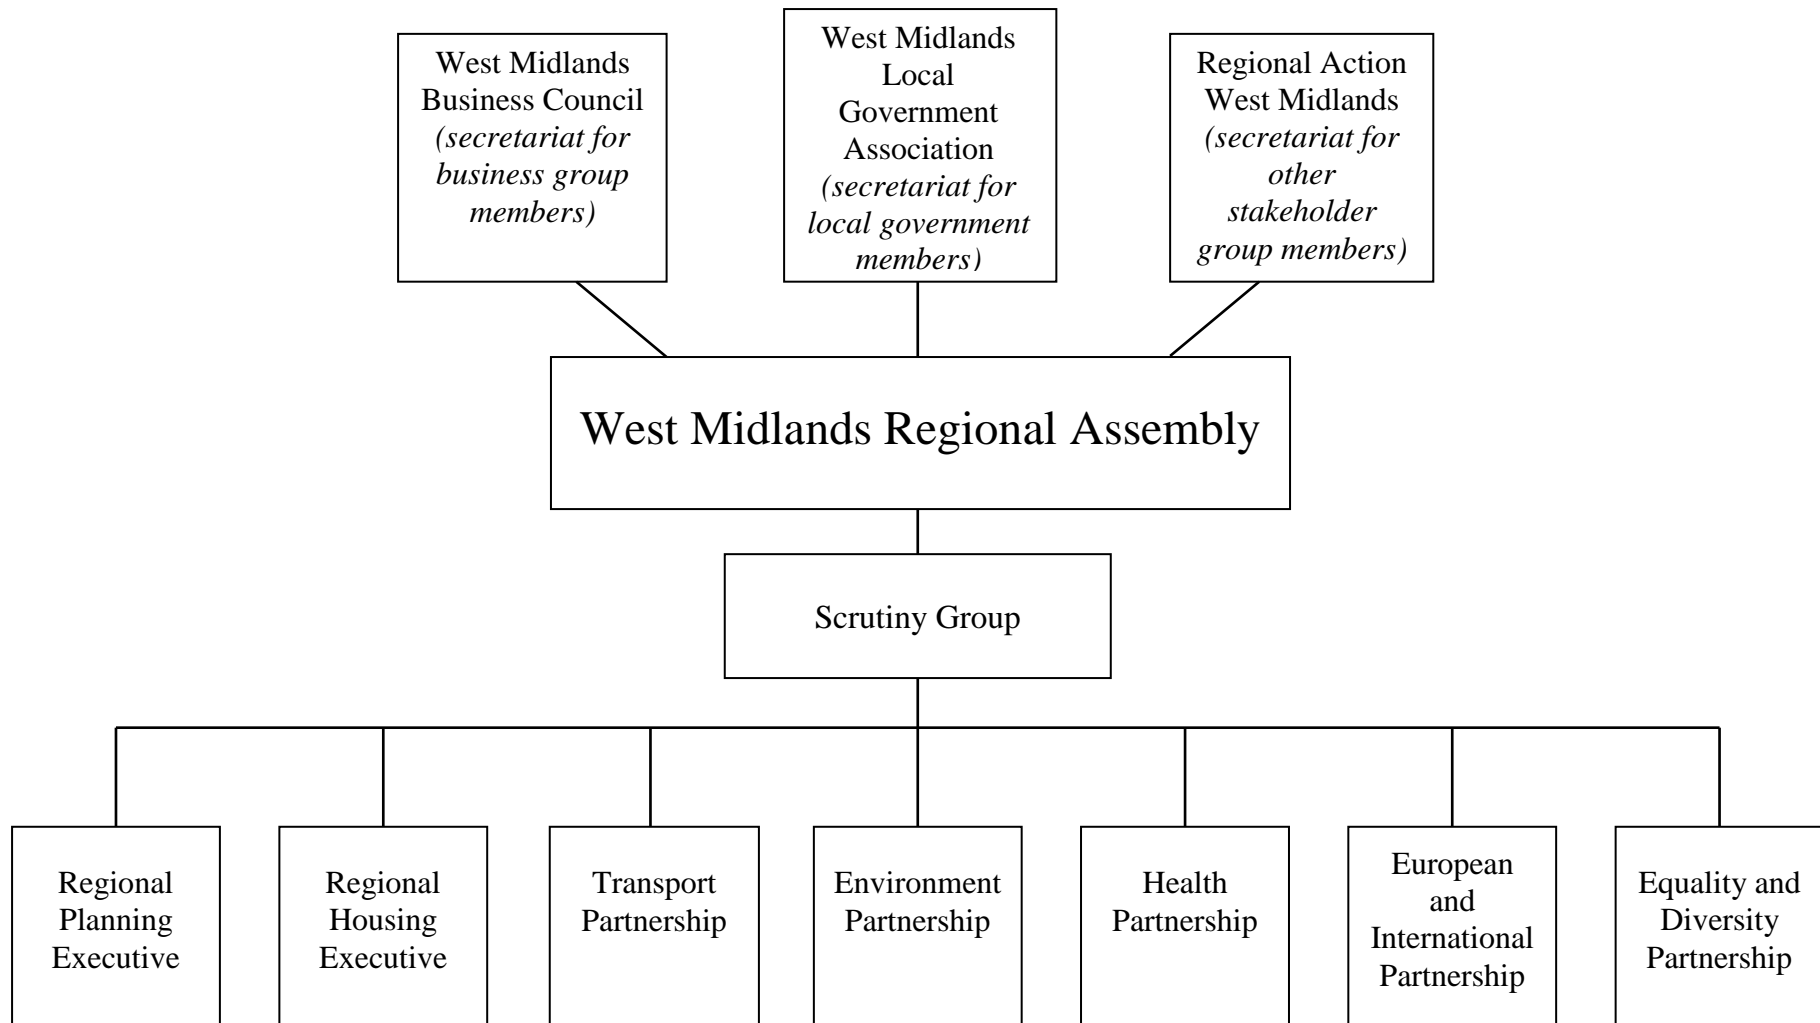 West Midlands
Business Council
(secretariat for
business group
members)
West Midlands
Local
Government
Association
(secretariat for
local government
members)
Regional Action
West Midlands
(secretariat for
other
stakeholder
group members)
West Midlands Regional Assembly
Scrutiny Group
Regional
Planning
Executive
Regional
Housing
Executive
Transport
Partnership
Environment
Partnership
Health
Partnership
European
and
International
Partnership
Equality and
Diversity
Partnership